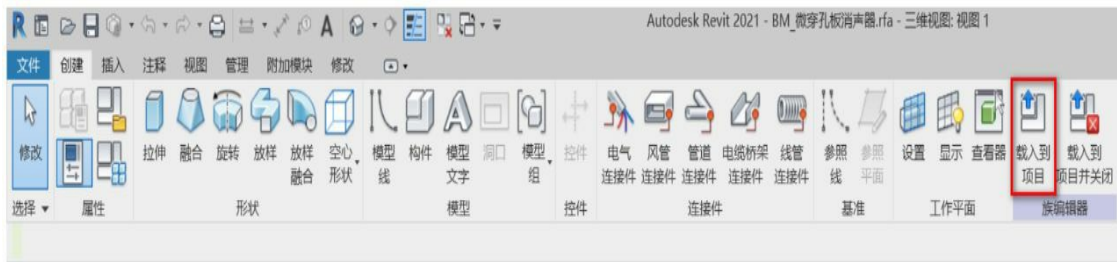 Autodesk Revit 2021 - BM_微穿孔板消声器.rfa - 三维视图: 视图 1
文件 创建 插入 注释 视图 管理 附加模块 修改
修改 拉伸 融合 旋转 放样 放样融合 空心形状 模型线 构件 模型文字 洞口 模型组 控件 电气连接件 风管连接件 管道连接件 电缆桥架连接件 线管连接件 参照线 参照平面 设置 显示 查看器 载入到项目 载入到项目并关闭
选择 属性 形状 模型 控件 连接件 基准 工作平面 族编辑器